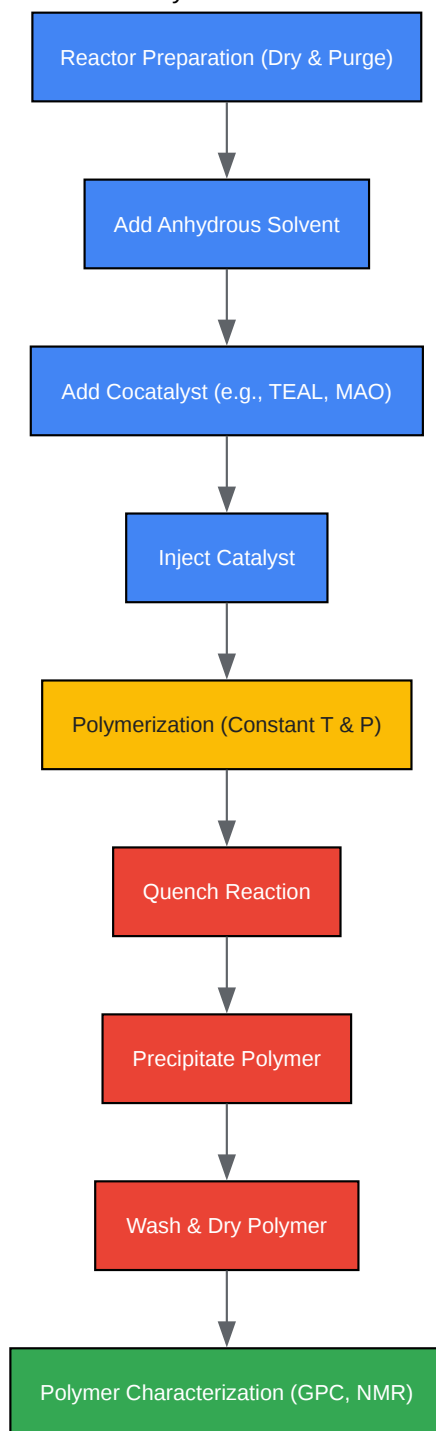 Reactor Preparation (Dry & Purge)
Add Anhydrous Solvent
Add Cocatalyst (e.g., TEAL, MAO)
Inject Catalyst
Polymerization (Constant T & P)
Quench Reaction
Precipitate Polymer
Wash & Dry Polymer
Polymer Characterization (GPC, NMR)